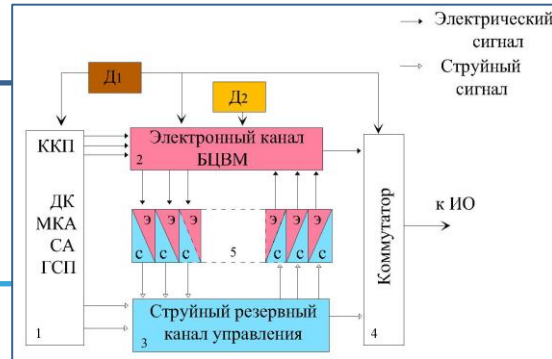 Электрический
сигнал
Струйный
сигнал
Д1
Д2
ККП
ДК
МКА
СА
ГСП
1
Электронный канал
БЦВМ
2
Э Э Э
С С С
5
Э Э Э
С С С
Струйный резервный
канал управления
3
Коммутатор
4
к ИО